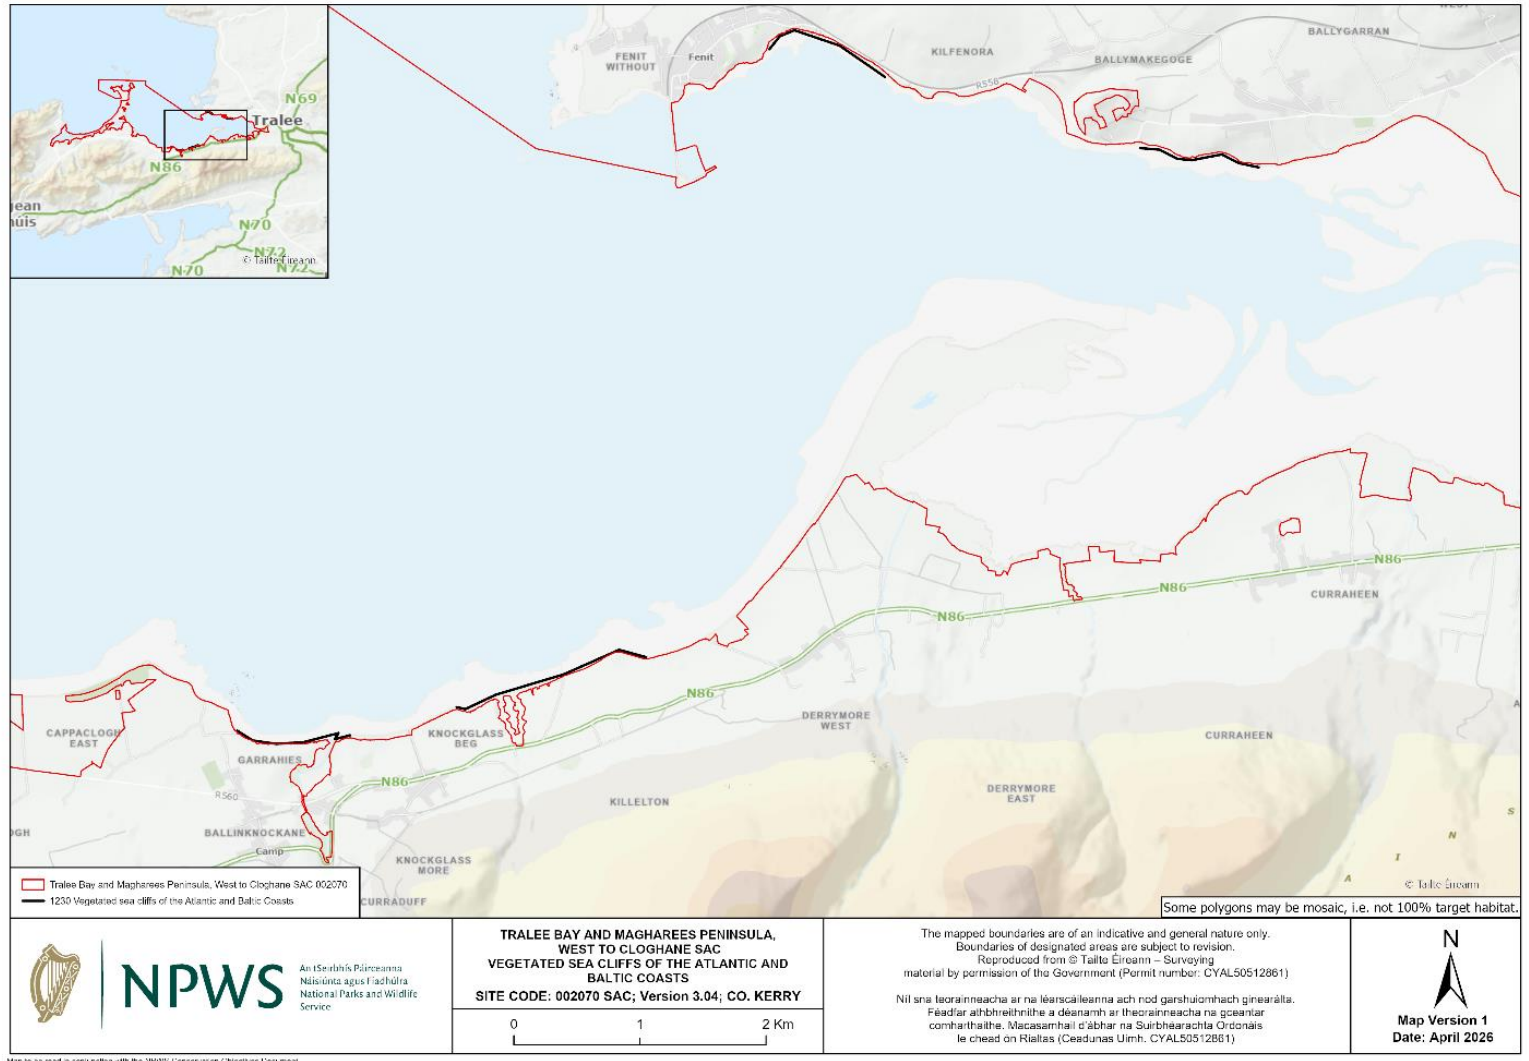 N69
Tralee
N86
N70
N72
N70
N72
© Tailte Éireann
FENIT
WITHOUT
Fenit
KILFENORA
R558
BALLYMAKEGOGE
BALLYGARRAN
CAPPACLOGH
EAST
GARRAHIES
R560
BALLINKNOCKANE
Camp
N86
KNOCKGLASS
BEG
KNOCKGLASS
MORE
CURRADUFF
KILLELTON
N86
DERRYMORE
WEST
N86
DERRYMORE
EAST
N86
N86
CURRAHEEN
CURRAHEEN
S
N
I
A
© Tailte Éireann
Tralee Bay and Magharees Peninsula, West to Cloghane SAC 002070
1230 Vegetated sea cliffs of the Atlantic and Baltic Coasts
Some polygons may be mosaic, i.e. not 100% target habitat.
NPWS
An tSeirbhís Páirceanna
Náisiúnta agus Fiadhúlra
National Parks and Wildlife
Service
TRALEE BAY AND MAGHAREES PENINSULA,
WEST TO CLOGHANE SAC
VEGETATED SEA CLIFFS OF THE ATLANTIC AND
BALTIC COASTS
SITE CODE: 002070 SAC; Version 3.04; CO. KERRY
0 1 2 Km
The mapped boundaries are of an indicative and general nature only.
Boundaries of designated areas are subject to revision.
Reproduced from © Tailte Éireann – Surveying
material by permission of the Government (Permit number: CYAL50512861)
Níl sna teorainneacha ar na léarscáileanna ach nod garshuiomhach ginearálta.
Féadfar athbhreithnithe a déanamh ar theorainneacha na gceantar
comharthaithe. Macasamhail d'ábhar na Suirbhéarachta Ordonáis
le chead ón Rialtas (Ceadunas Uimh. CYAL50512861)
N
Map Version 1
Date: April 2026